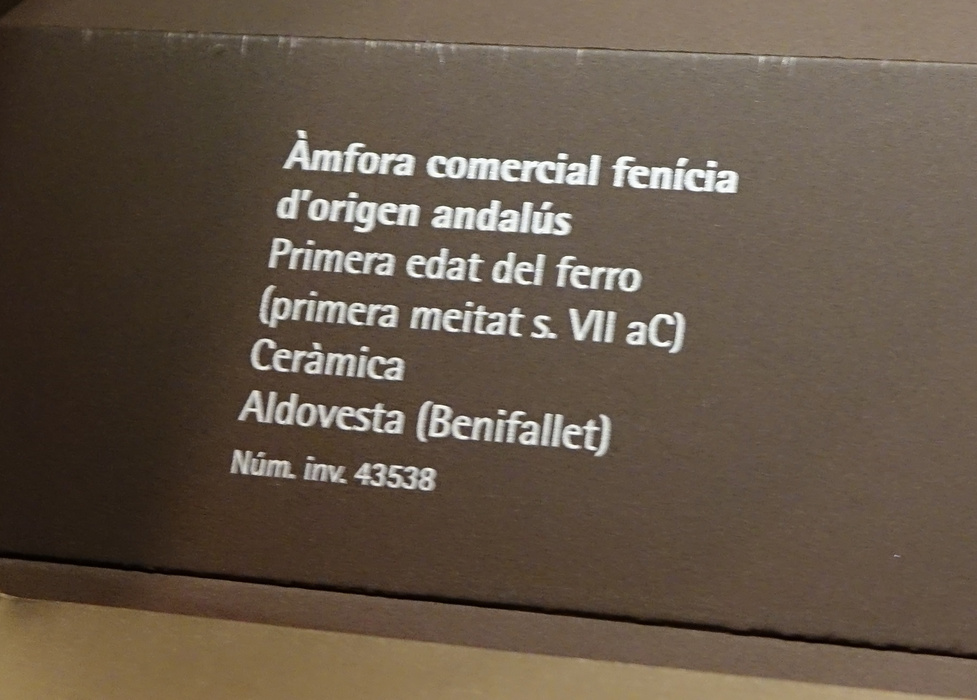 Àmfora comercial fenícia
d'origen andalús
Primera edat del ferro
(primera meitat s. VII aC)
Ceràmica
Aldovesta (Benifallet)
Núm. inv. 43538